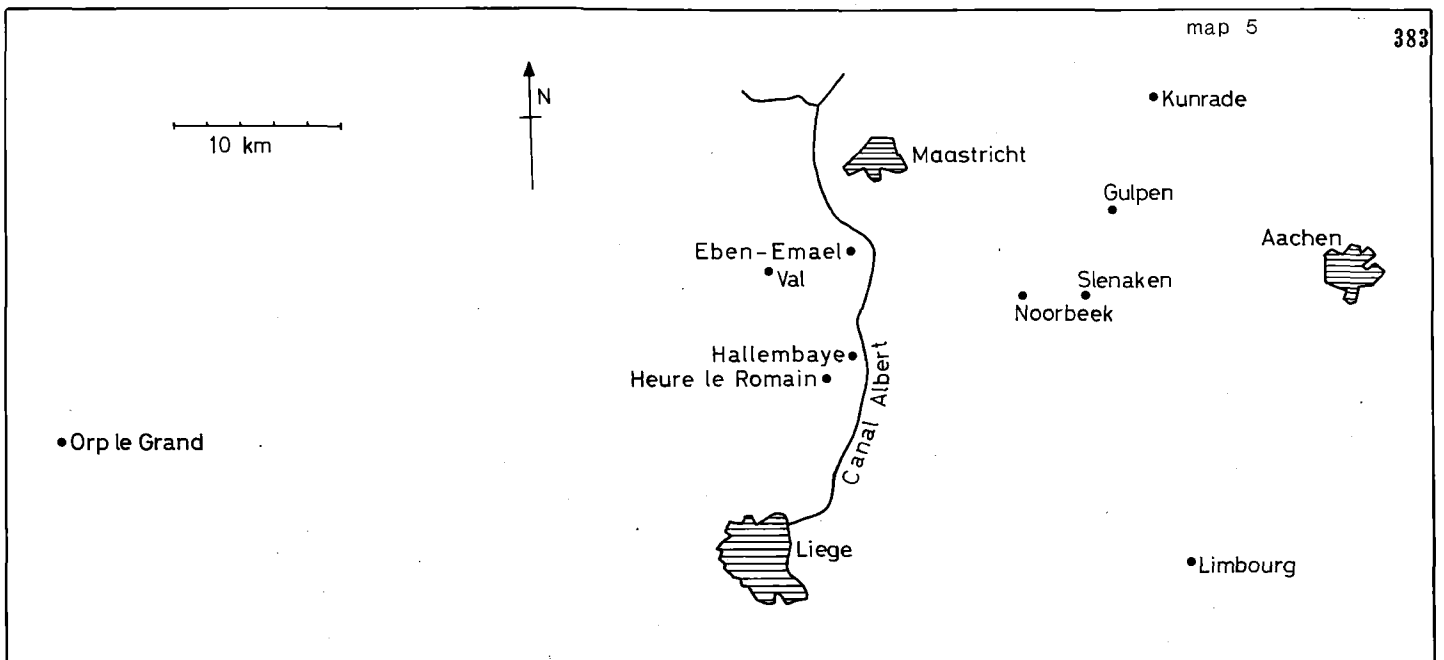 map 5
383
N
10 km
Kunrade
Maastricht
Gulpen
Aachen
Eben-Emael
Val
Slenaken
Noorbeek
Hallembaye
Heure le Romain
Canal Albert
Orp le Grand
Liege
Limbourg